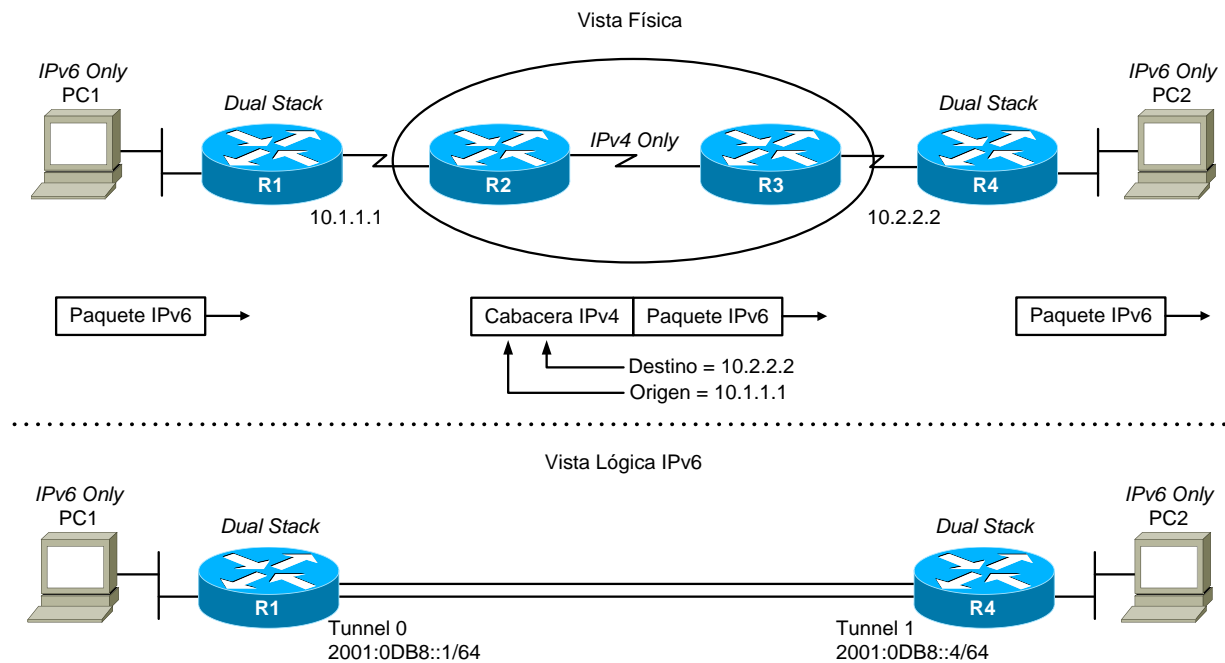 Vista Física
IPv6 Only
PC1
Dual Stack
IPv4 Only
Dual Stack
IPv6 Only
PC2
R1
R2
R3
R4
10.1.1.1
10.2.2.2
Paquete IPv6
Cabacera IPv4
Paquete IPv6
Paquete IPv6
Destino = 10.2.2.2
Origen = 10.1.1.1
Vista Lógica IPv6
IPv6 Only
PC1
Dual Stack
Dual Stack
IPv6 Only
PC2
R1
R4
Tunnel 0
2001:0DB8::1/64
Tunnel 1
2001:0DB8::4/64